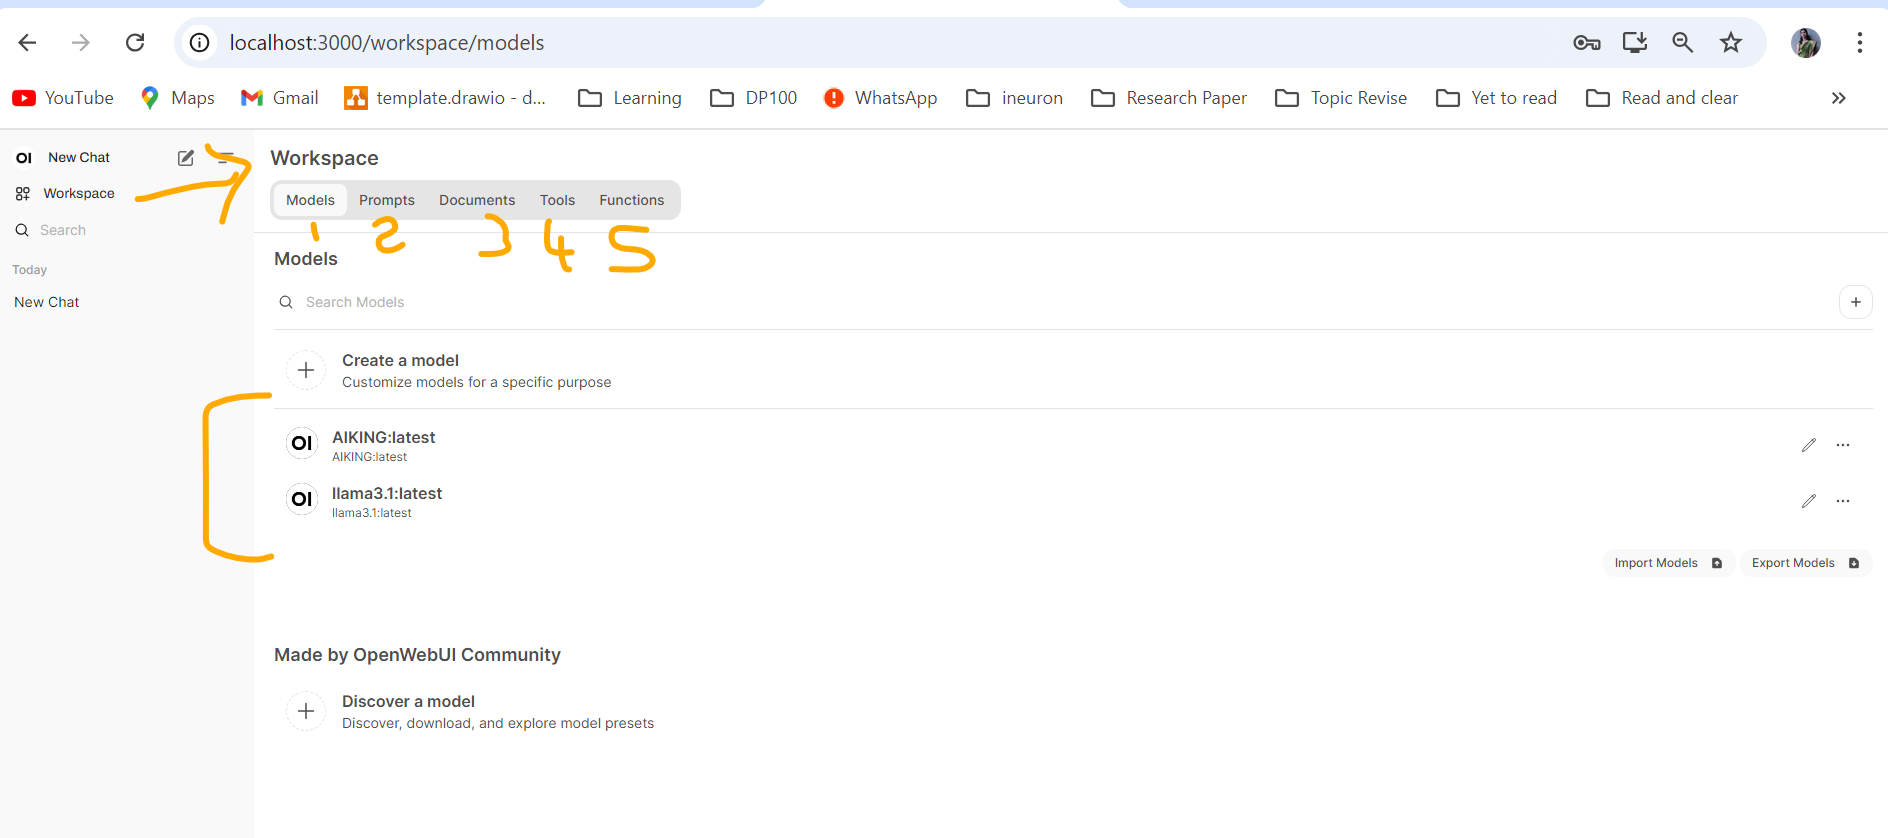 localhost:3000/workspace/models
YouTube Maps Gmail template.drawio - d... Learning DP100 WhatsApp ineuron Research Paper Topic Revise Yet to read Read and clear
OI New Chat
Workspace
Search
Today
New Chat
Workspace
Models Prompts Documents Tools Functions
1 2 3 4 5
Models
Search Models
Create a model
Customize models for a specific purpose
OI AIKING:latest
AIKING:latest
OI llama3.1:latest
llama3.1:latest
Import Models Export Models
Made by OpenWebUI Community
Discover a model
Discover, download, and explore model presets